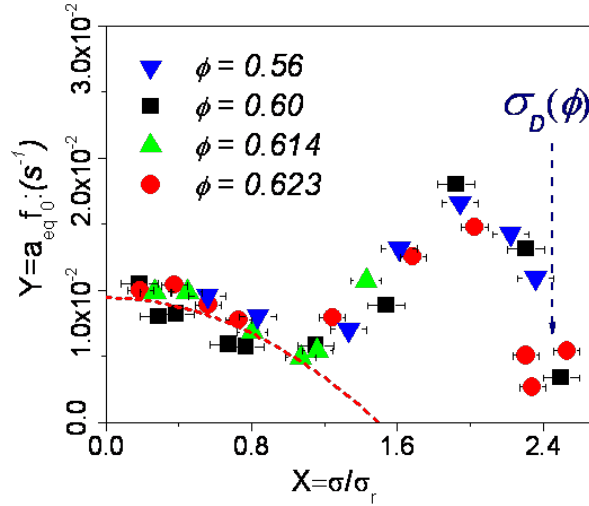 3.0x10⁻²
2.0x10⁻²
1.0x10⁻²
0.0
Y=a_eq f_0:(s⁻¹)
ϕ = 0.56
ϕ = 0.60
ϕ = 0.614
ϕ = 0.623
σ_D(ϕ)
0.0 0.8 1.6 2.4
X=σ/σ_r